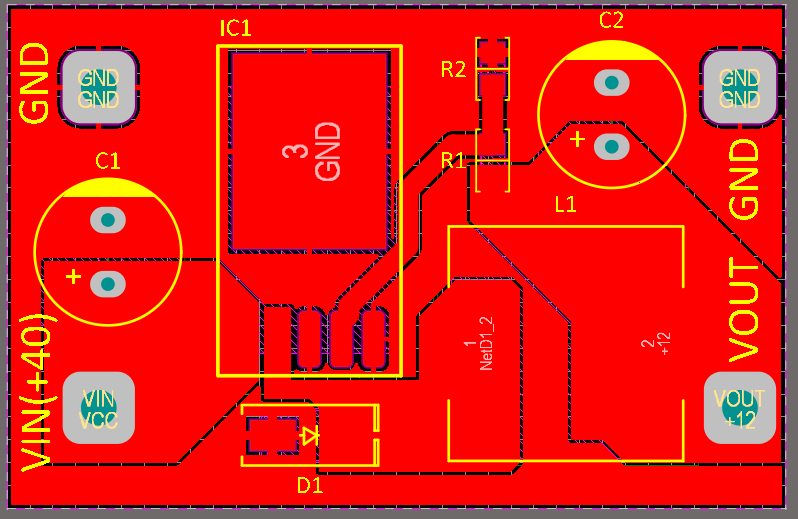 IC1
C2
GND
GND
GND
R2
GND
GND
3
GND
C1
+
R1
GND
L1
+
VIN(+40)
VOUT
1
NetD1_2
2
+12
VIN
VCC
VOUT
+12
D1